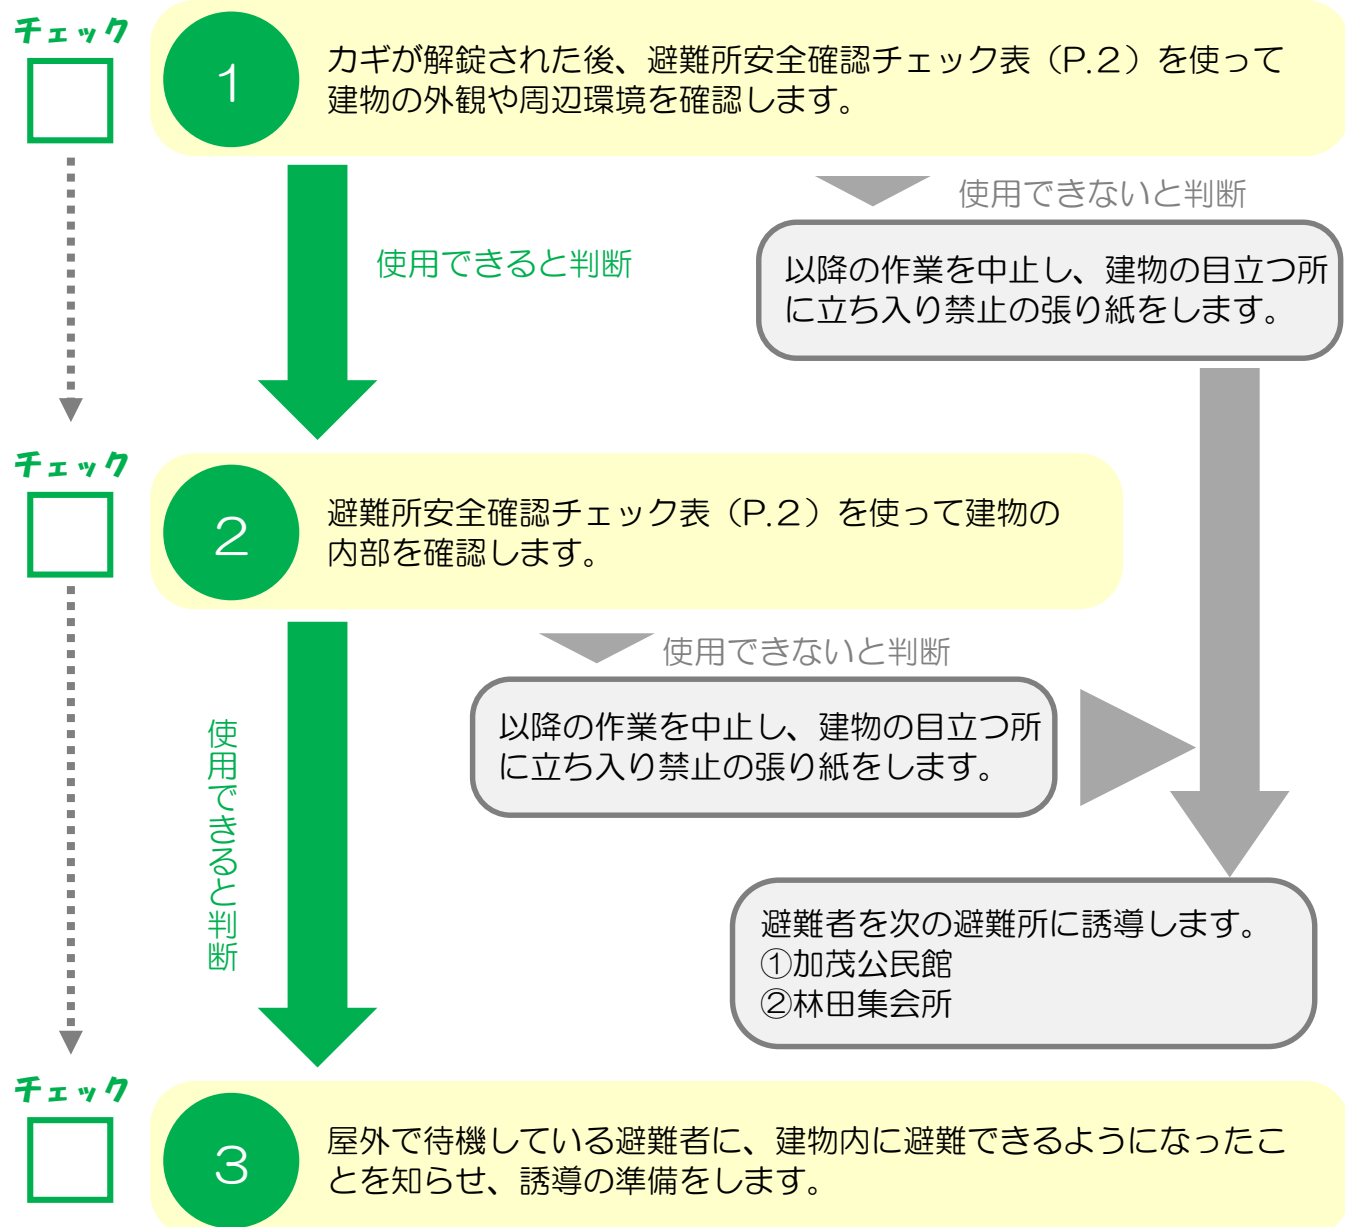 チェック
1
カギが解錠された後、避難所安全確認チェック表（P.2）を使って
建物の外観や周辺環境を確認します。
使用できないと判断
使用できると判断
以降の作業を中止し、建物の目立つ所
に立ち入り禁止の張り紙をします。
チェック
2
避難所安全確認チェック表（P.2）を使って建物の
内部を確認します。
使用できないと判断
使用できると判断
以降の作業を中止し、建物の目立つ所
に立ち入り禁止の張り紙をします。
避難者を次の避難所に誘導します。
①加茂公民館
②林田集会所
チェック
3
屋外で待機している避難者に、建物内に避難できるようになったこ
とを知らせ、誘導の準備をします。